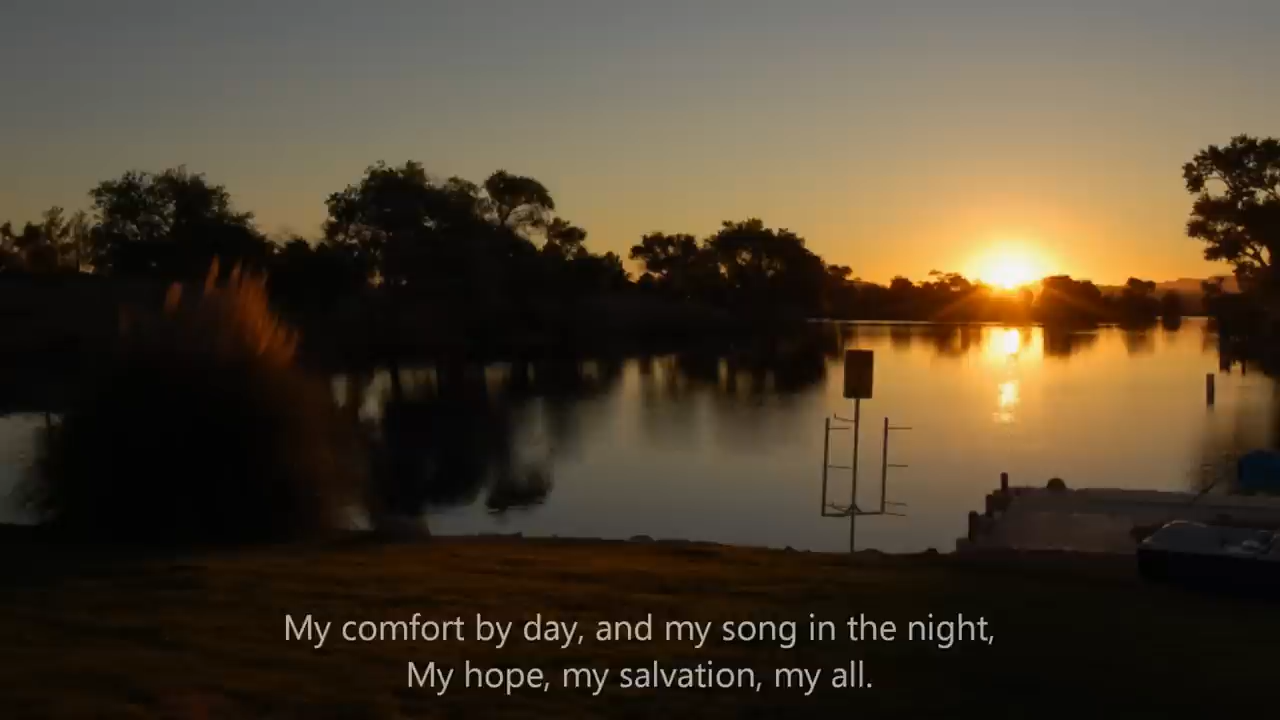 My comfort by day, and my song in the night,
My hope, my salvation, my all.